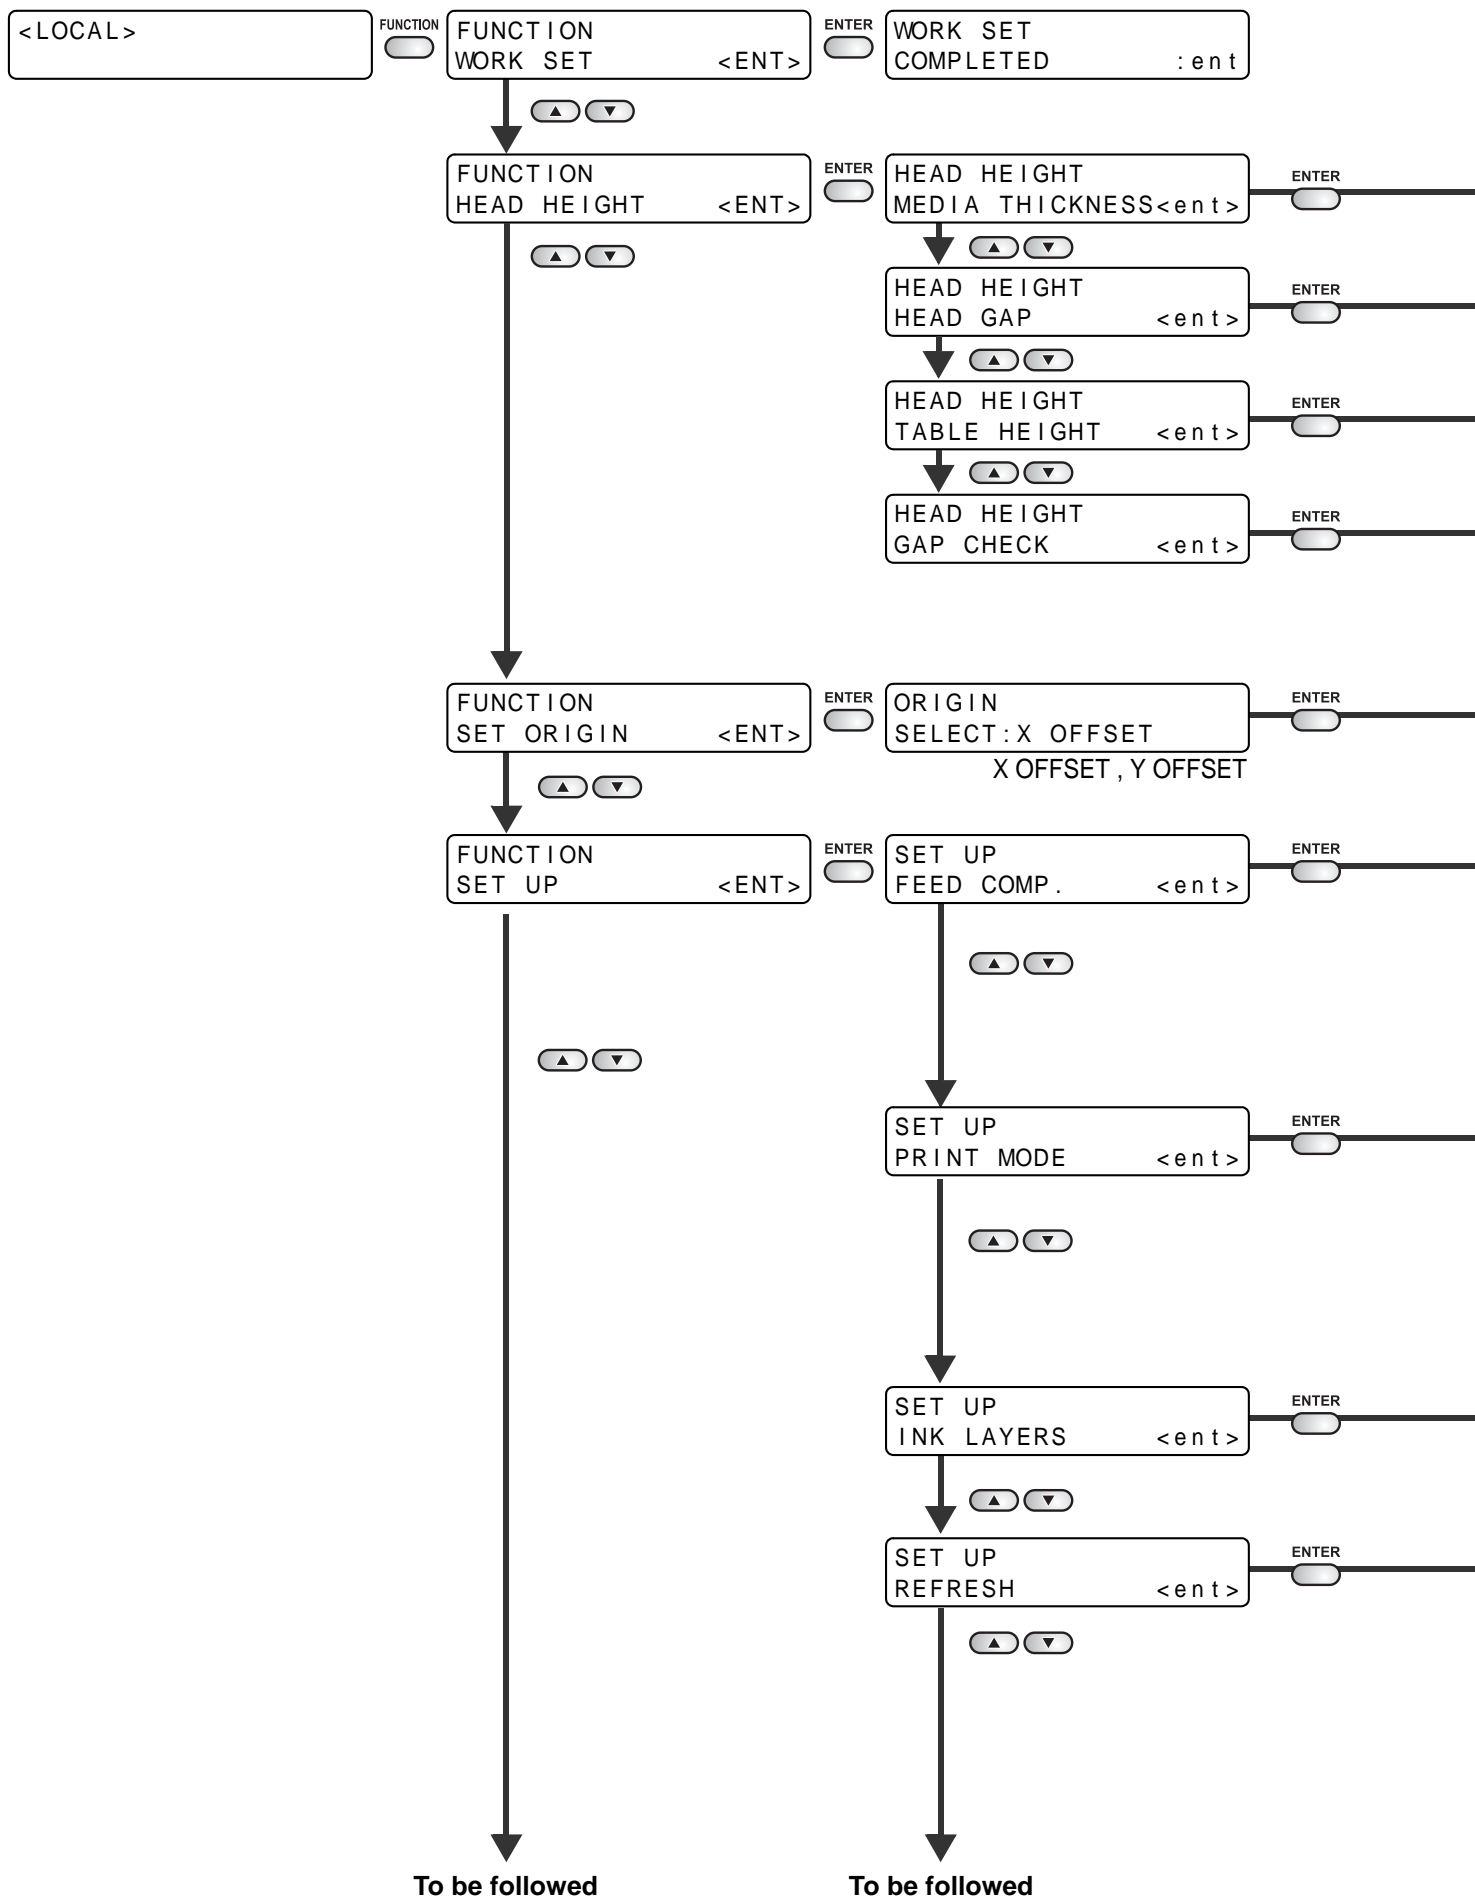 <LOCAL>
FUNCTION
FUNCTION
WORK SET <ENT>
ENTER
WORK SET
COMPLETED :ent
FUNCTION
HEAD HEIGHT <ENT>
ENTER
HEAD HEIGHT
MEDIA THICKNESS<ent>
ENTER
HEAD HEIGHT
HEAD GAP <ent>
ENTER
HEAD HEIGHT
TABLE HEIGHT <ent>
ENTER
HEAD HEIGHT
GAP CHECK <ent>
ENTER
FUNCTION
SET ORIGIN <ENT>
ENTER
ORIGIN
SELECT:X OFFSET
X OFFSET , Y OFFSET
ENTER
FUNCTION
SET UP <ENT>
ENTER
SET UP
FEED COMP. <ent>
ENTER
SET UP
PRINT MODE <ent>
ENTER
SET UP
INK LAYERS <ent>
ENTER
SET UP
REFRESH <ent>
ENTER
To be followed
To be followed